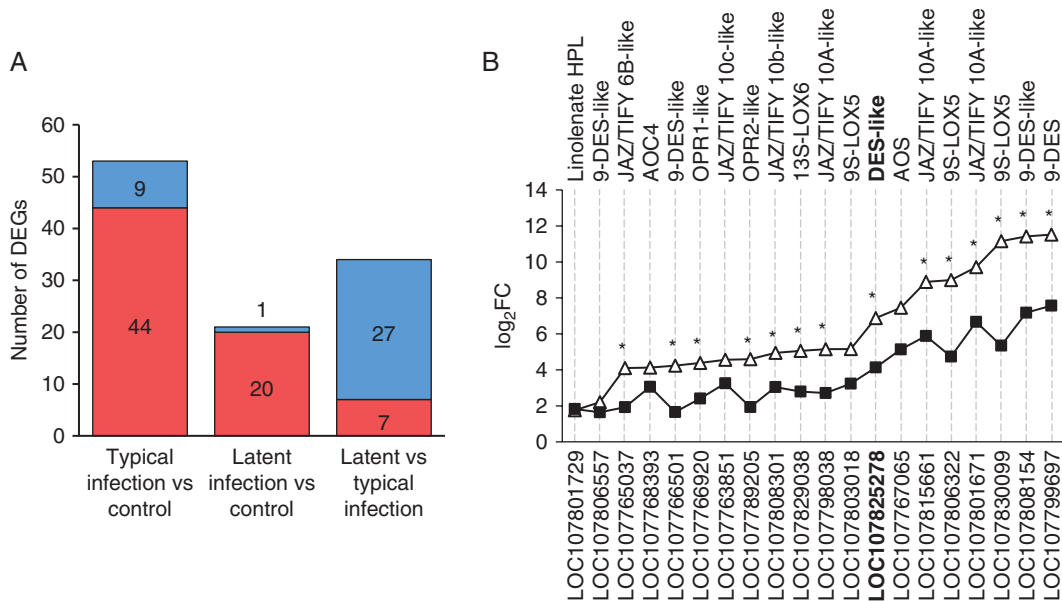 A
Number of DEGs
60
50
40
30
20
10
0
9
44
1
20
27
7
Typical
infection vs
control
Latent
infection vs
control
Latent vs
typical
infection
B
Linolenate HPL
9-DES-like
JAZ/TIFY 6B-like
AOC4
9-DES-like
OPR1-like
JAZ/TIFY 10c-like
OPR2-like
JAZ/TIFY 10b-like
13S-LOX6
JAZ/TIFY 10A-like
9S-LOX5
DES-like
AOS
JAZ/TIFY 10A-like
9S-LOX5
JAZ/TIFY 10A-like
9S-LOX5
9-DES-like
9-DES
log₂FC
14
12
10
8
6
4
2
0
* * * * * * * * * * * * * *
LOC107801729
LOC107806557
LOC107765037
LOC107768393
LOC107766501
LOC107766920
LOC107763851
LOC107789205
LOC107808301
LOC107829038
LOC107798038
LOC107803018
LOC107825278
LOC107767065
LOC107815661
LOC107806322
LOC107801671
LOC107830099
LOC107808154
LOC107799697